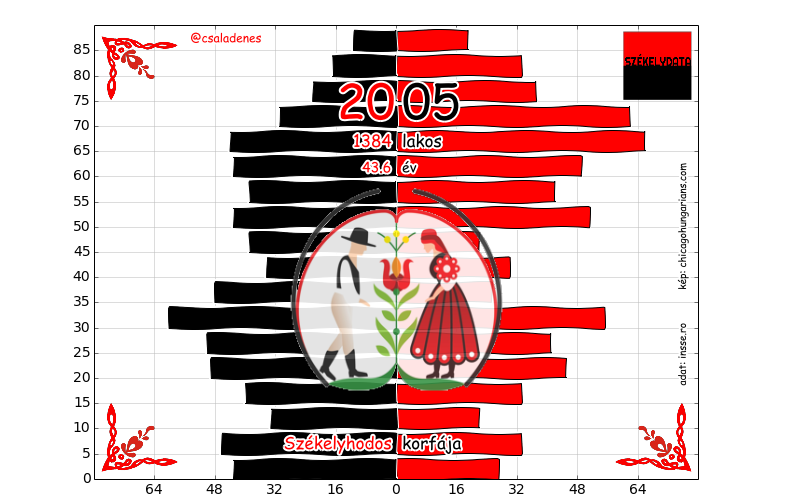 @csaladenes
SZÉKELYDATA
2005
1384 lakos
43.6 év
kép: chicagohungarians.com
adat: insse.ro
Székelyhodos korfája
85
80
75
70
65
60
55
50
45
40
35
30
25
20
15
10
5
0
64 48 32 16 0 16 32 48 64